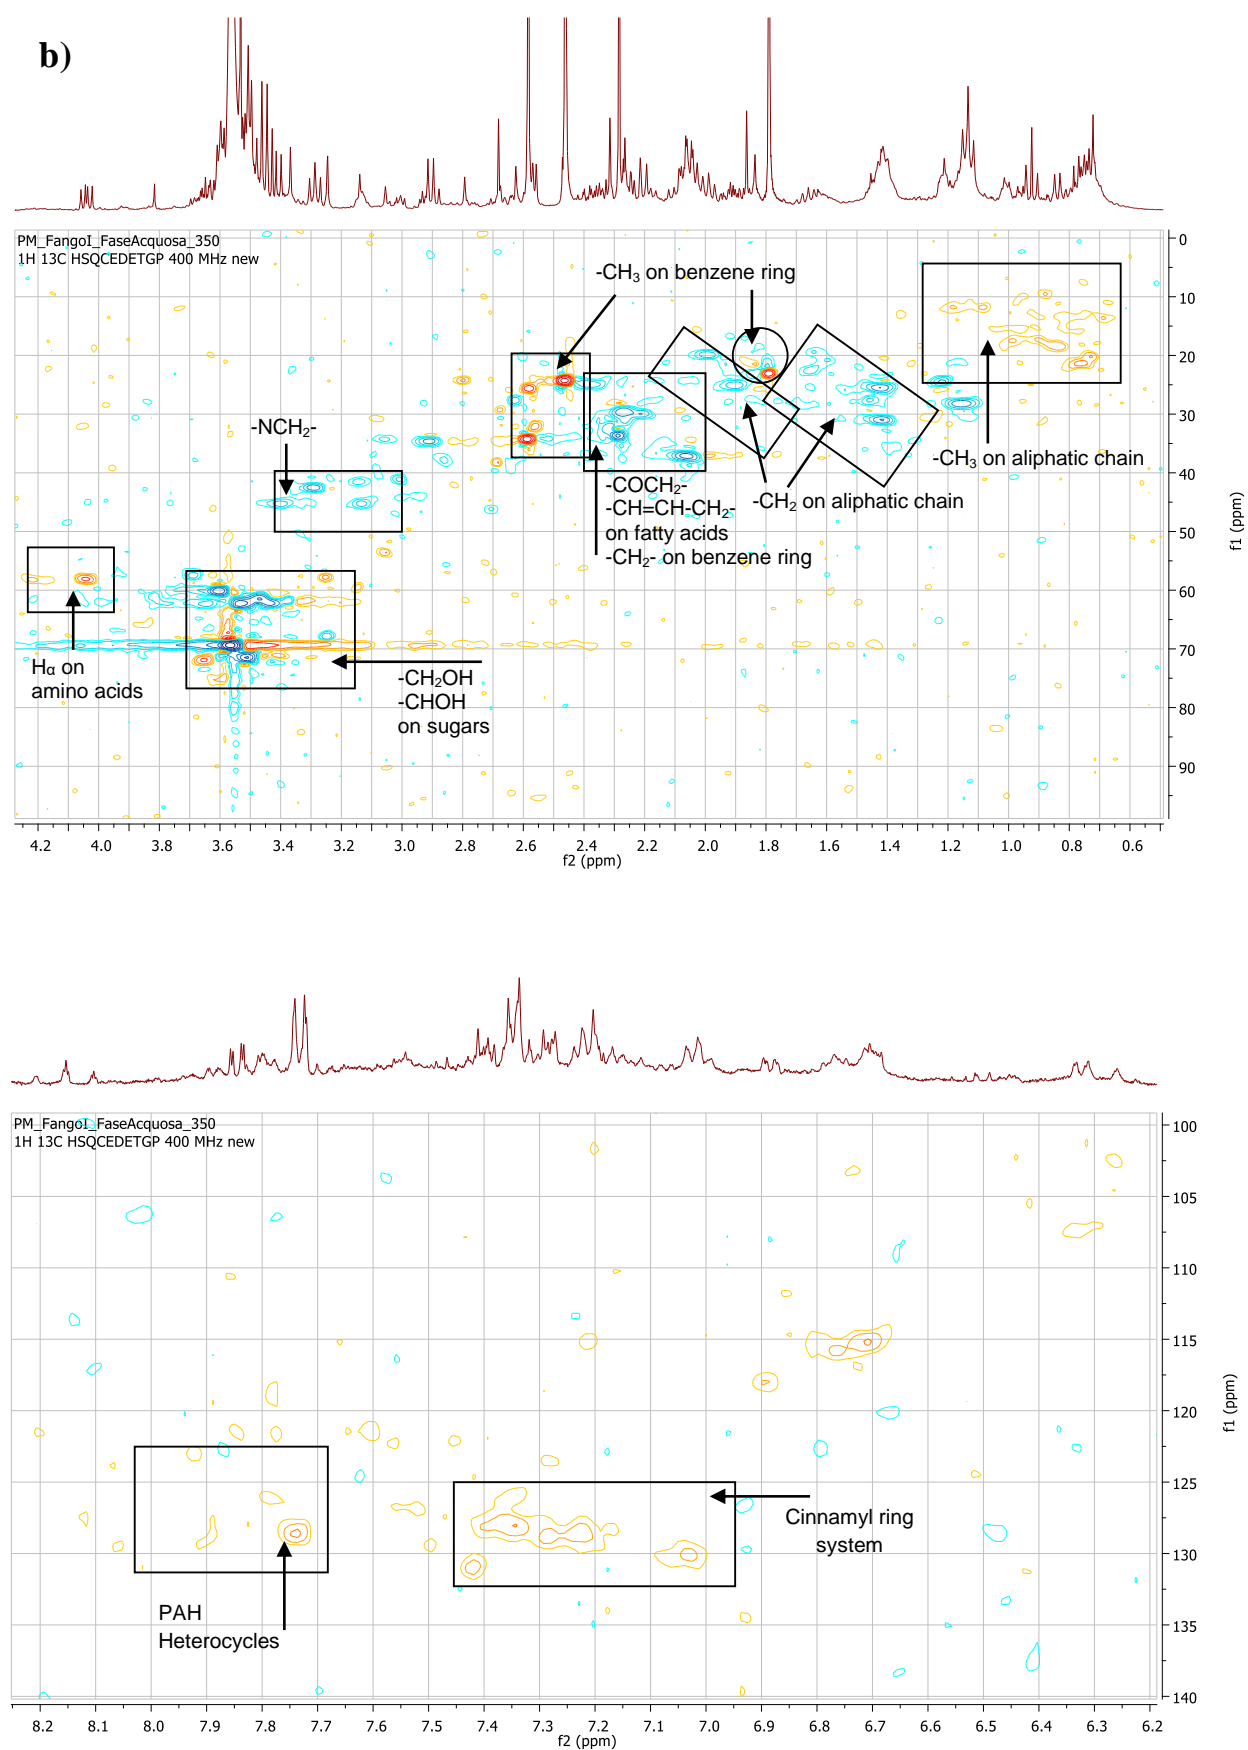 b)
PM_FangoI_FaseAcquosa_350
1H 13C HSQCEDETGP 400 MHz new
-CH₃ on benzene ring
-NCH₂-
-CH₃ on aliphatic chain
-COCH₂-
-CH=CH-CH₂-
on fatty acids
-CH₂- on benzene ring
-CH₂ on aliphatic chain
Hα on
amino acids
-CH₂OH
-CHOH
on sugars
0
10
20
30
40
50
60
70
80
90
f1 (ppm)
4.2 4.0 3.8 3.6 3.4 3.2 3.0 2.8 2.6 2.4 2.2 2.0 1.8 1.6 1.4 1.2 1.0 0.8 0.6
f2 (ppm)
PM_FangoI_FaseAcquosa_350
1H 13C HSQCEDETGP 400 MHz new
Cinnamyl ring
system
PAH
Heterocycles
100
105
110
115
120
125
130
135
140
f1 (ppm)
8.2 8.1 8.0 7.9 7.8 7.7 7.6 7.5 7.4 7.3 7.2 7.1 7.0 6.9 6.8 6.7 6.6 6.5 6.4 6.3 6.2
f2 (ppm)